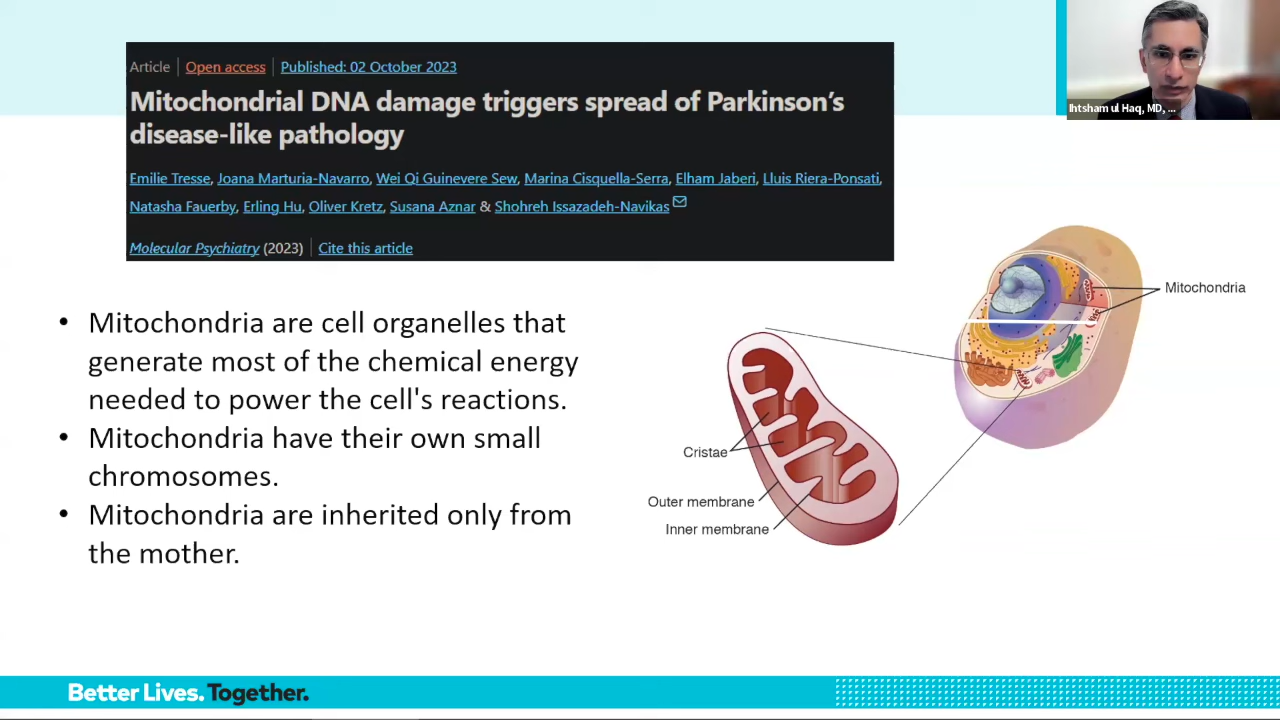 Article | Open access | Published: 02 October 2023
Mitochondrial DNA damage triggers spread of Parkinson's
disease-like pathology
Emilie Tresse, Joana Marturia-Navarro, Wei Qi Guinevere Sew, Marina Cisquella-Serra, Elham Jaberi, Lluis Riera-Ponsati,
Natasha Fauerby, Erling Hu, Oliver Kretz, Susana Aznar & Shohreh Issazadeh-Navikas
Molecular Psychiatry (2023) | Cite this article
Ihtsham ul Haq, MD, ...
• Mitochondria are cell organelles that
generate most of the chemical energy
needed to power the cell's reactions.
• Mitochondria have their own small
chromosomes.
• Mitochondria are inherited only from
the mother.
Mitochondria
Cristae
Outer membrane
Inner membrane
Better Lives. Together.